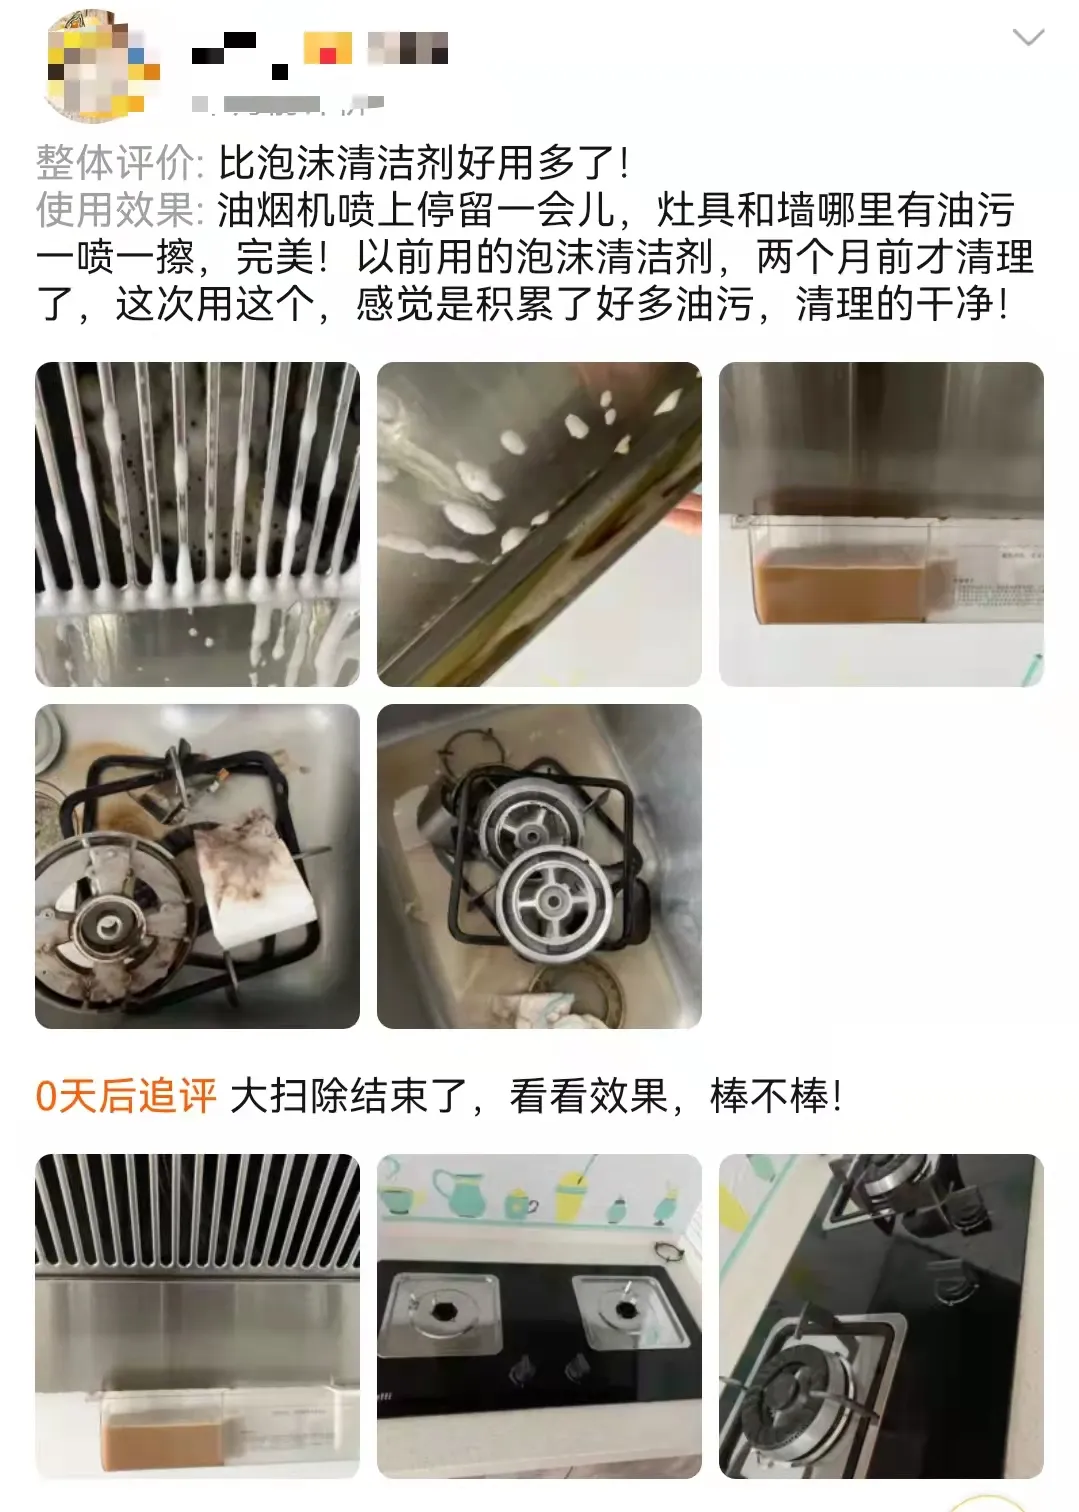 整体评价: 比泡沫清洁剂好用多了!
使用效果: 油烟机喷上停留一会儿，灶具和墙哪里有油污
一喷一擦，完美！以前用的泡沫清洁剂，两个月前才清理
了，这次用这个，感觉是积累了好多油污，清理的干净！
0天后追评 大扫除结束了，看看效果，棒不棒!